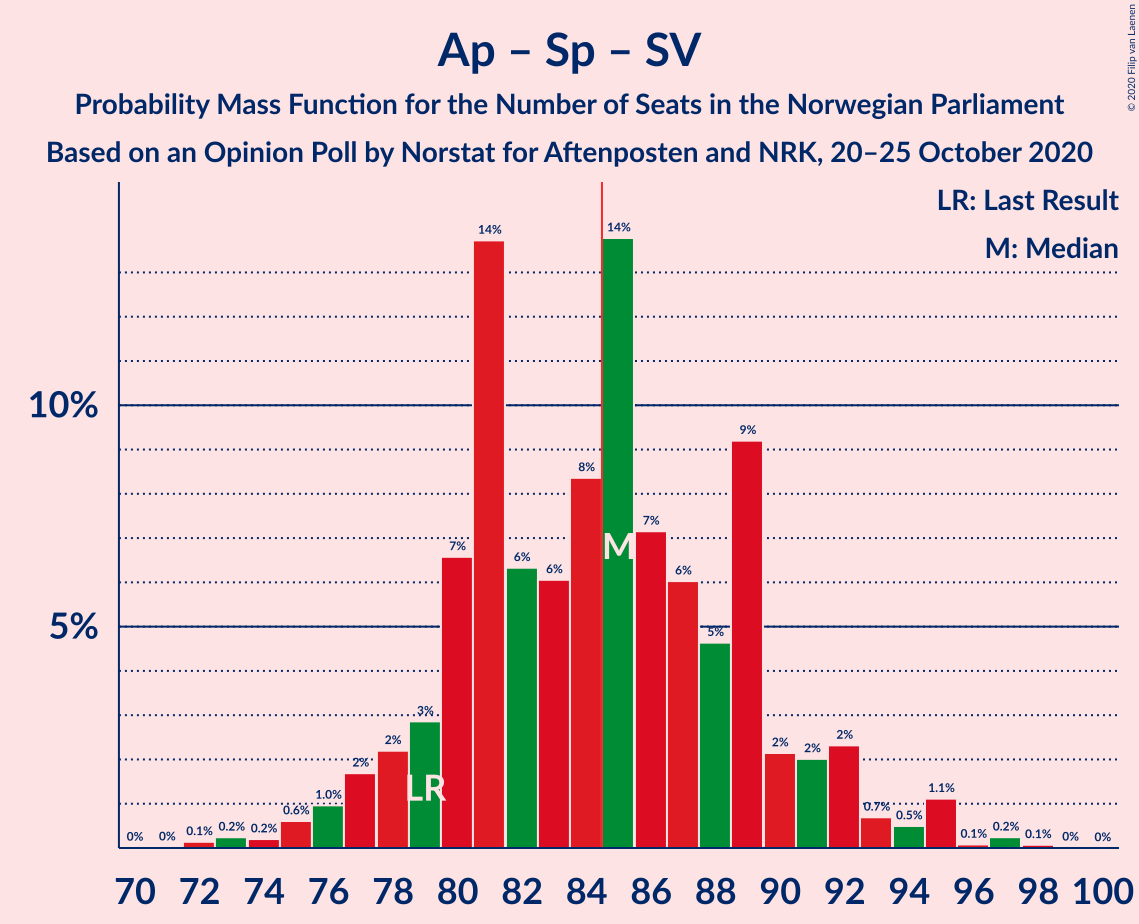 © 2020 Filip van Laenen
Ap – Sp – SV
Probability Mass Function for the Number of Seats in the Norwegian Parliament
Based on an Opinion Poll by Norstat for Aftenposten and NRK, 20–25 October 2020
LR: Last Result
M: Median
10%
5%
0% 0% 0.1% 0.2% 0.2% 0.6% 1.0% 2% 2% 3% 7% 14% 6% 6% 8% 14% 7% 6% 5% 9% 2% 2% 2% 0.7% 0.5% 1.1% 0.1% 0.2% 0.1% 0% 0%
LR
M
70 72 74 76 78 80 82 84 86 88 90 92 94 96 98 100